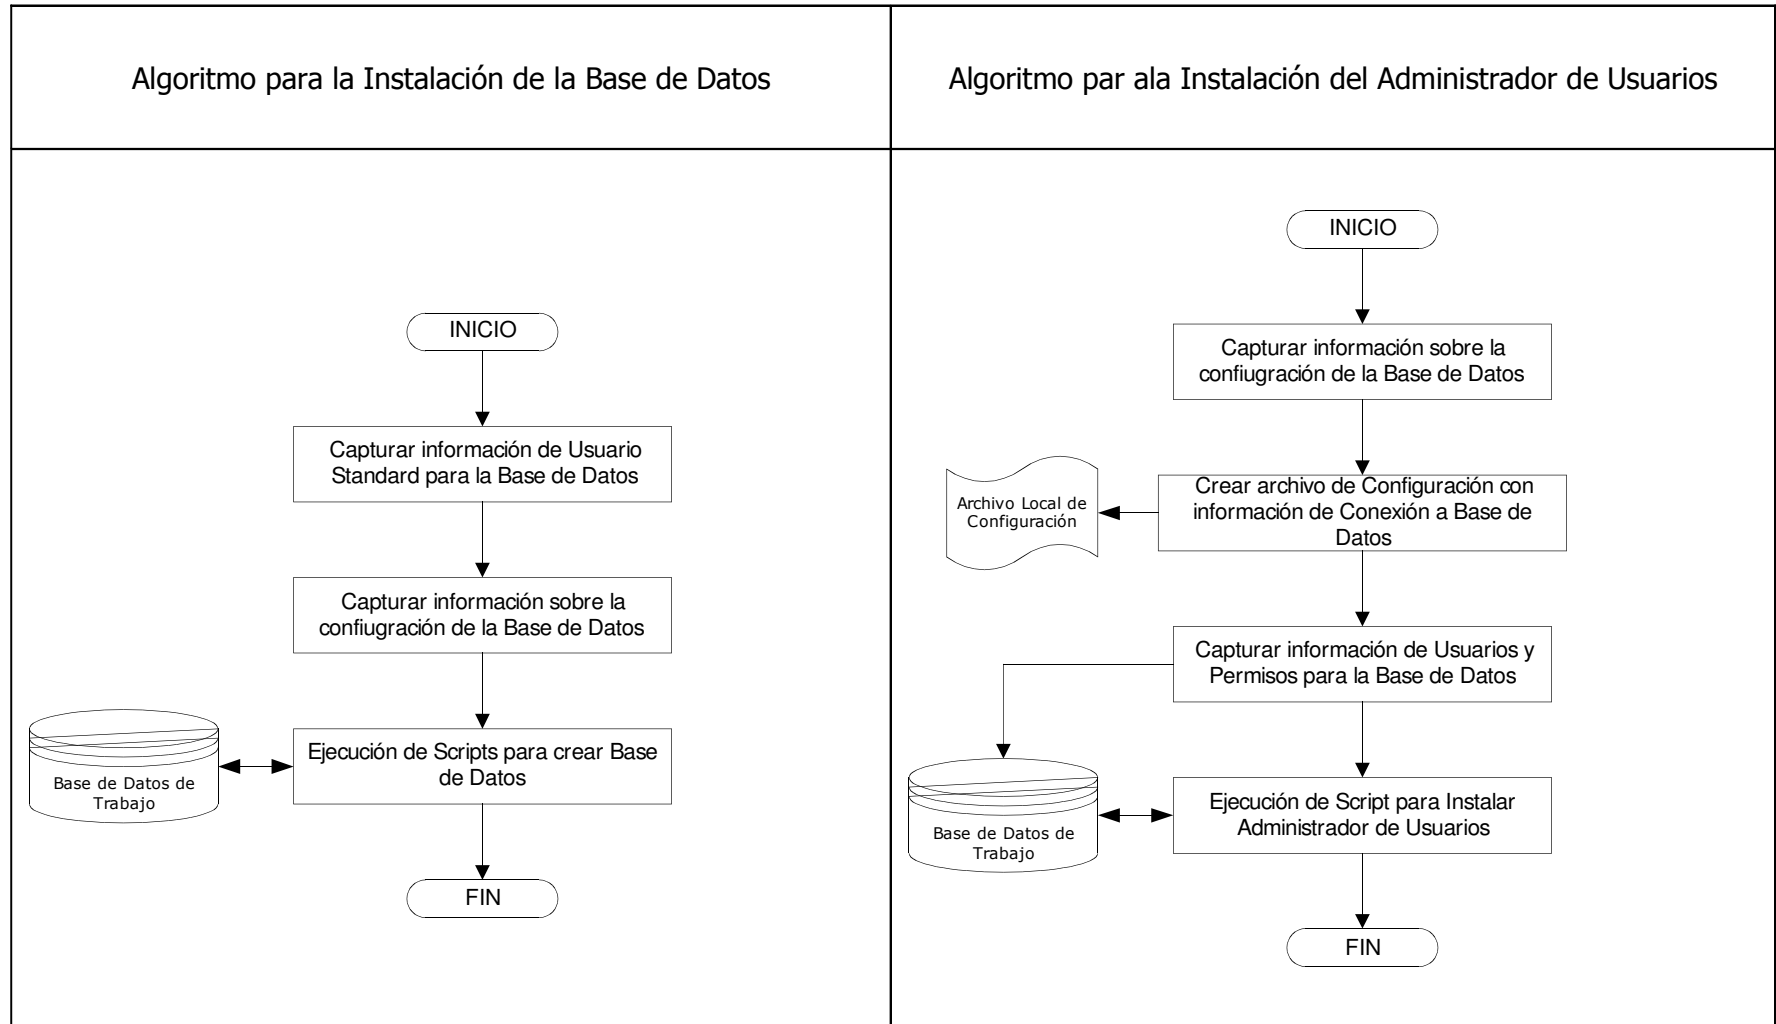 Algoritmo para la Instalación de la Base de Datos
INICIO
Capturar información de Usuario
Standard para la Base de Datos
Capturar información sobre la
confiugración de la Base de Datos
Ejecución de Scripts para crear Base
de Datos
Base de Datos de
Trabajo
FIN
Algoritmo par ala Instalación del Administrador de Usuarios
INICIO
Capturar información sobre la
confiugración de la Base de Datos
Crear archivo de Configuración con
información de Conexión a Base de
Datos
Archivo Local de
Configuración
Capturar información de Usuarios y
Permisos para la Base de Datos
Ejecución de Script para Instalar
Administrador de Usuarios
Base de Datos de
Trabajo
FIN